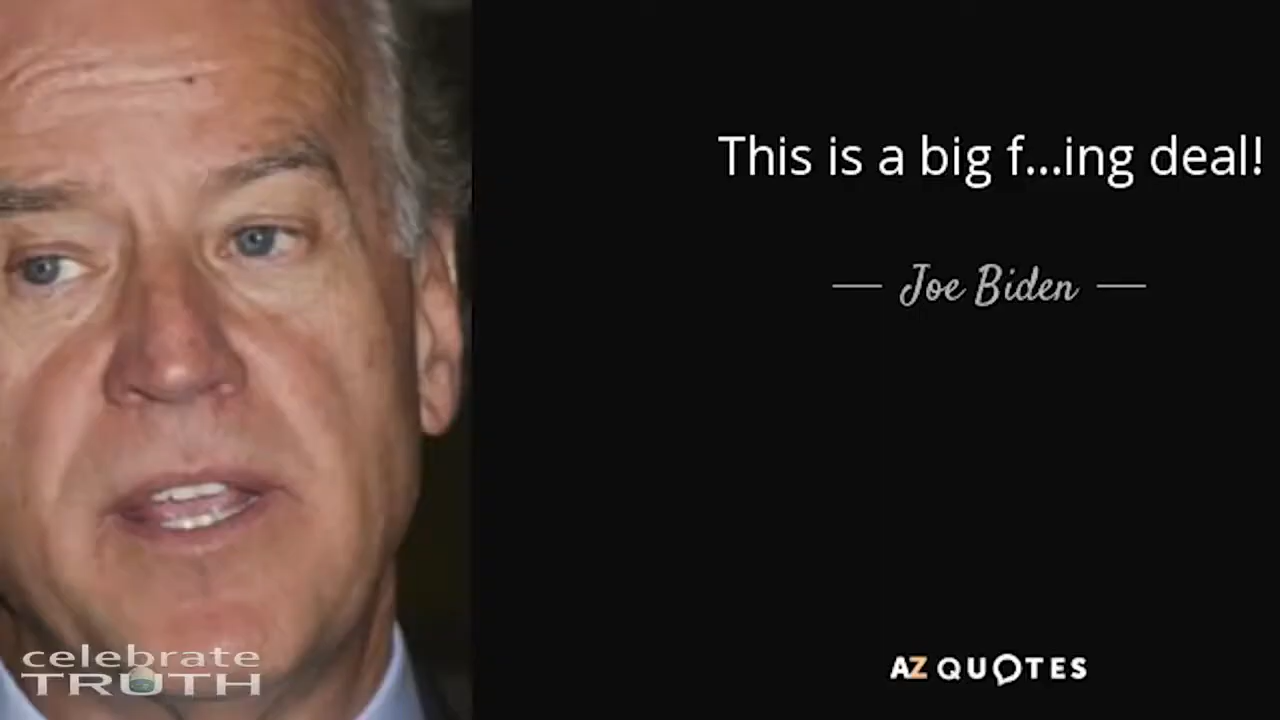 This is a big f...ing deal!
— Joe Biden —
celebrate
TRUTH
AZ QUOTES